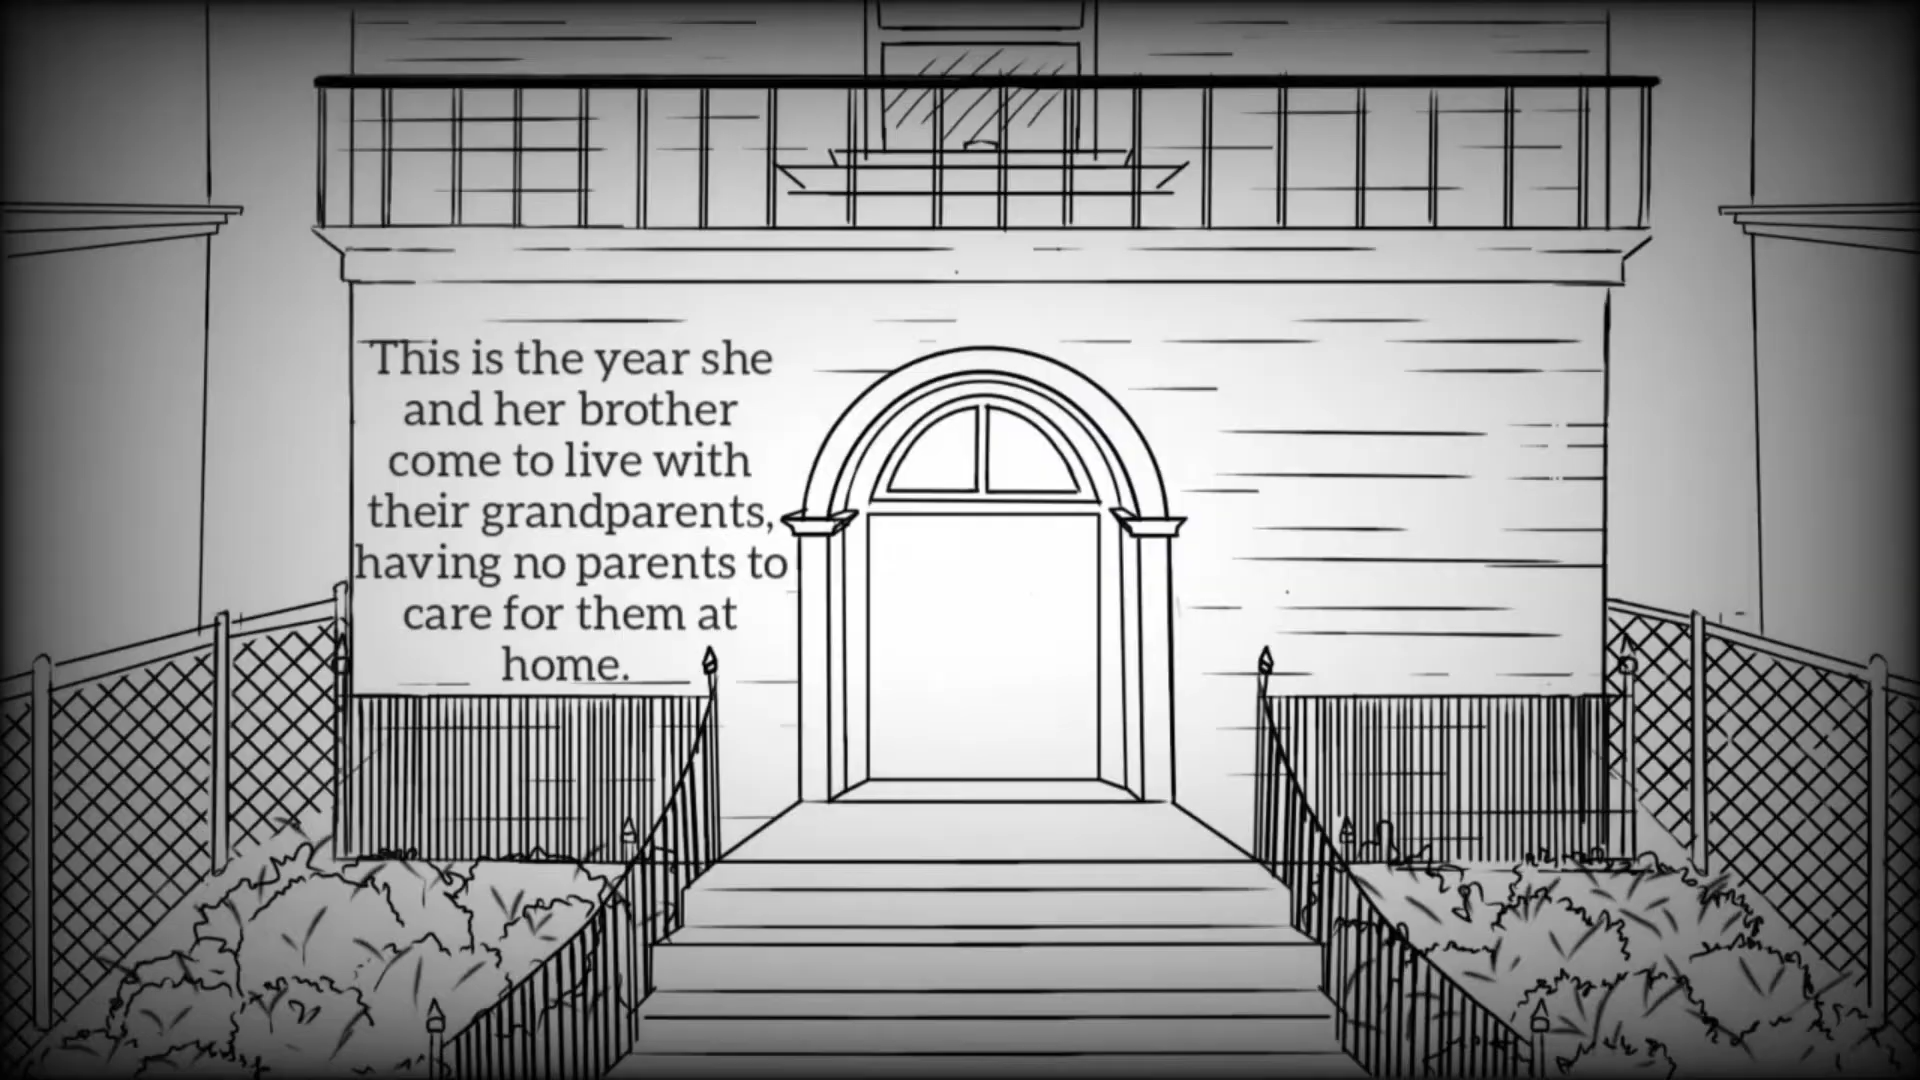 This is the year she
and her brother
come to live with
their grandparents,
having no parents to
care for them at
home.